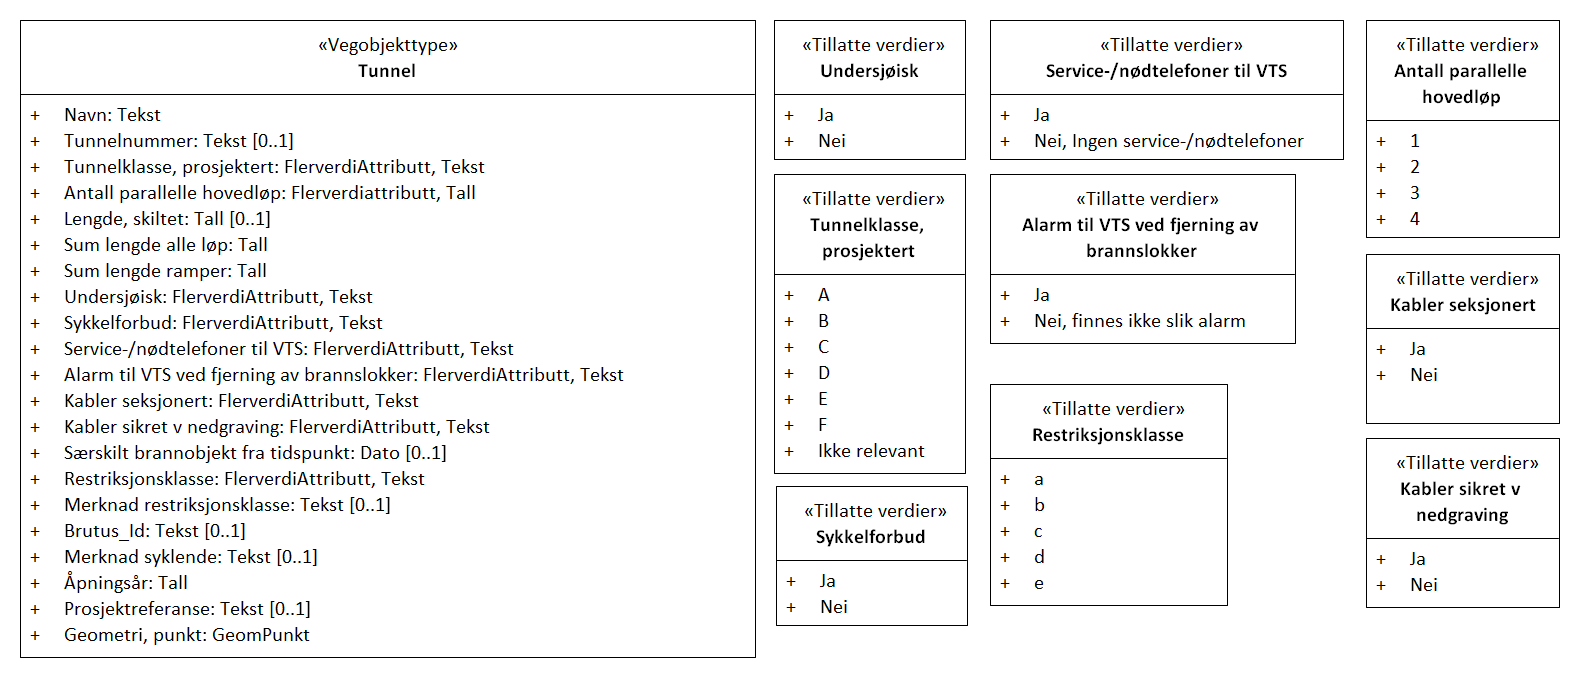 «Vegobjekttype»
Tunnel
+ Navn: Tekst
+ Tunnelnummer: Tekst [0..1]
+ Tunnelklasse, prosjektert: FlerverdiAttributt, Tekst
+ Antall parallelle hovedløp: Flerverdiattributt, Tall
+ Lengde, skiltet: Tall [0..1]
+ Sum lengde alle løp: Tall
+ Sum lengde ramper: Tall
+ Undersjøisk: FlerverdiAttributt, Tekst
+ Sykkelforbud: FlerverdiAttributt, Tekst
+ Service-/nødtelefoner til VTS: FlerverdiAttributt, Tekst
+ Alarm til VTS ved fjerning av brannslokker: FlerverdiAttributt, Tekst
+ Kabler seksjonert: FlerverdiAttributt, Tekst
+ Kabler sikret v nedgraving: FlerverdiAttributt, Tekst
+ Særskilt brannobjekt fra tidspunkt: Dato [0..1]
+ Restriksjonsklasse: FlerverdiAttributt, Tekst
+ Merknad restriksjonsklasse: Tekst [0..1]
+ Brutus_Id: Tekst [0..1]
+ Merknad syklende: Tekst [0..1]
+ Åpningsår: Tall
+ Prosjektreferanse: Tekst [0..1]
+ Geometri, punkt: GeomPunkt
«Tillatte verdier»
Undersjøisk
+ Ja
+ Nei
«Tillatte verdier»
Tunnelklasse,
prosjektert
+ A
+ B
+ C
+ D
+ E
+ F
+ Ikke relevant
«Tillatte verdier»
Sykkelforbud
+ Ja
+ Nei
«Tillatte verdier»
Service-/nødtelefoner til VTS
+ Ja
+ Nei, Ingen service-/nødtelefoner
«Tillatte verdier»
Alarm til VTS ved fjerning av
brannslokker
+ Ja
+ Nei, finnes ikke slik alarm
«Tillatte verdier»
Restriksjonsklasse
+ a
+ b
+ c
+ d
+ e
«Tillatte verdier»
Antall parallelle
hovedløp
+ 1
+ 2
+ 3
+ 4
«Tillatte verdier»
Kabler seksjonert
+ Ja
+ Nei
«Tillatte verdier»
Kabler sikret v
nedgraving
+ Ja
+ Nei